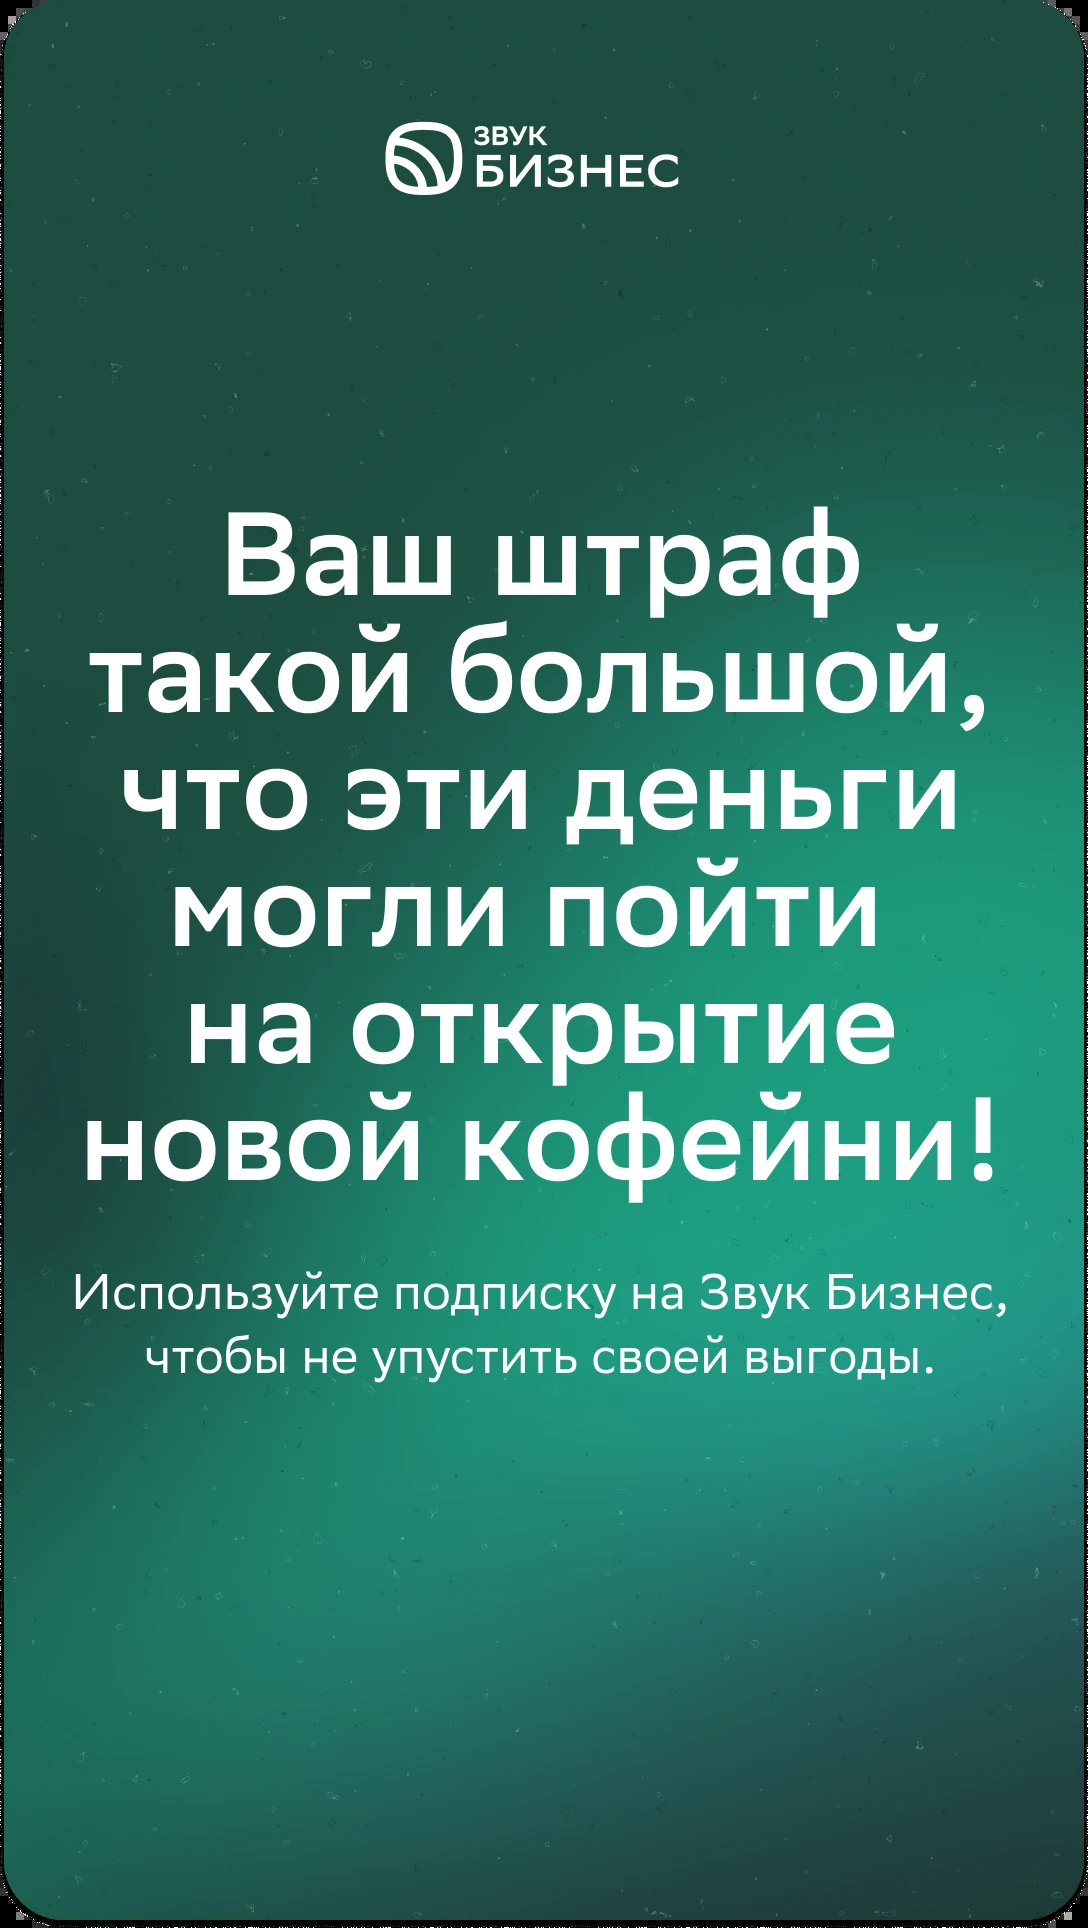 ЗВУК
БИЗНЕС
Ваш штраф
такой большой,
что эти деньги
могли пойти
на открытие
новой кофейни!
Используйте подписку на Звук Бизнес,
чтобы не упустить своей выгоды.